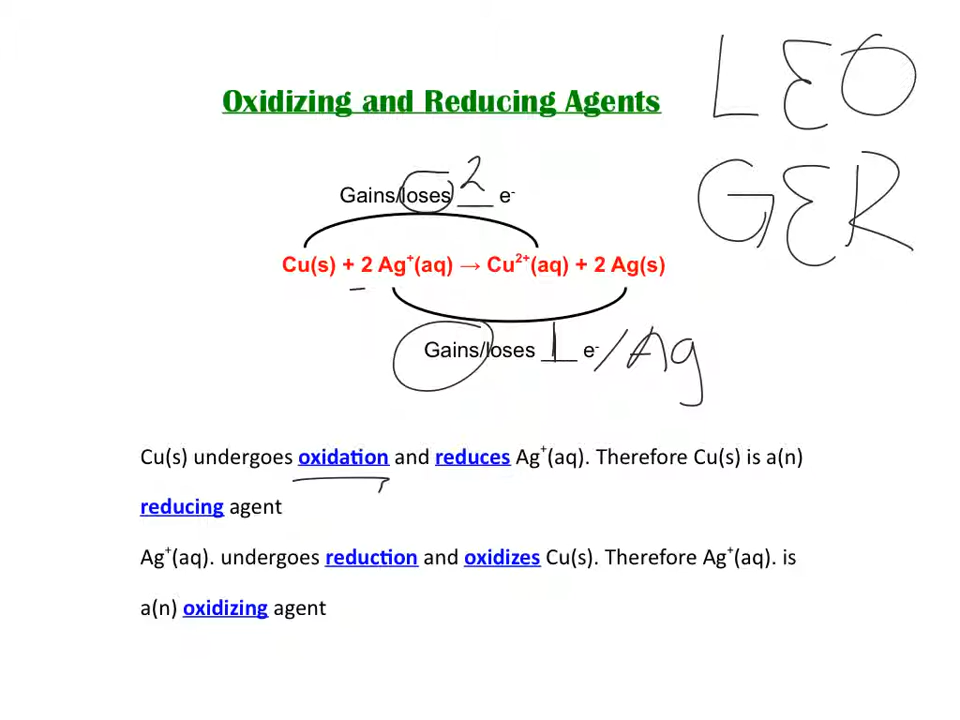 LEO
Oxidizing and Reducing Agents
GER
Gains/loses 2 e⁻
Cu(s) + 2 Ag⁺(aq) → Cu²⁺(aq) + 2 Ag(s)
Gains/loses 1 e⁻ /Ag
Cu(s) undergoes oxidation and reduces Ag⁺(aq). Therefore Cu(s) is a(n)
reducing agent
Ag⁺(aq). undergoes reduction and oxidizes Cu(s). Therefore Ag⁺(aq). is
a(n) oxidizing agent